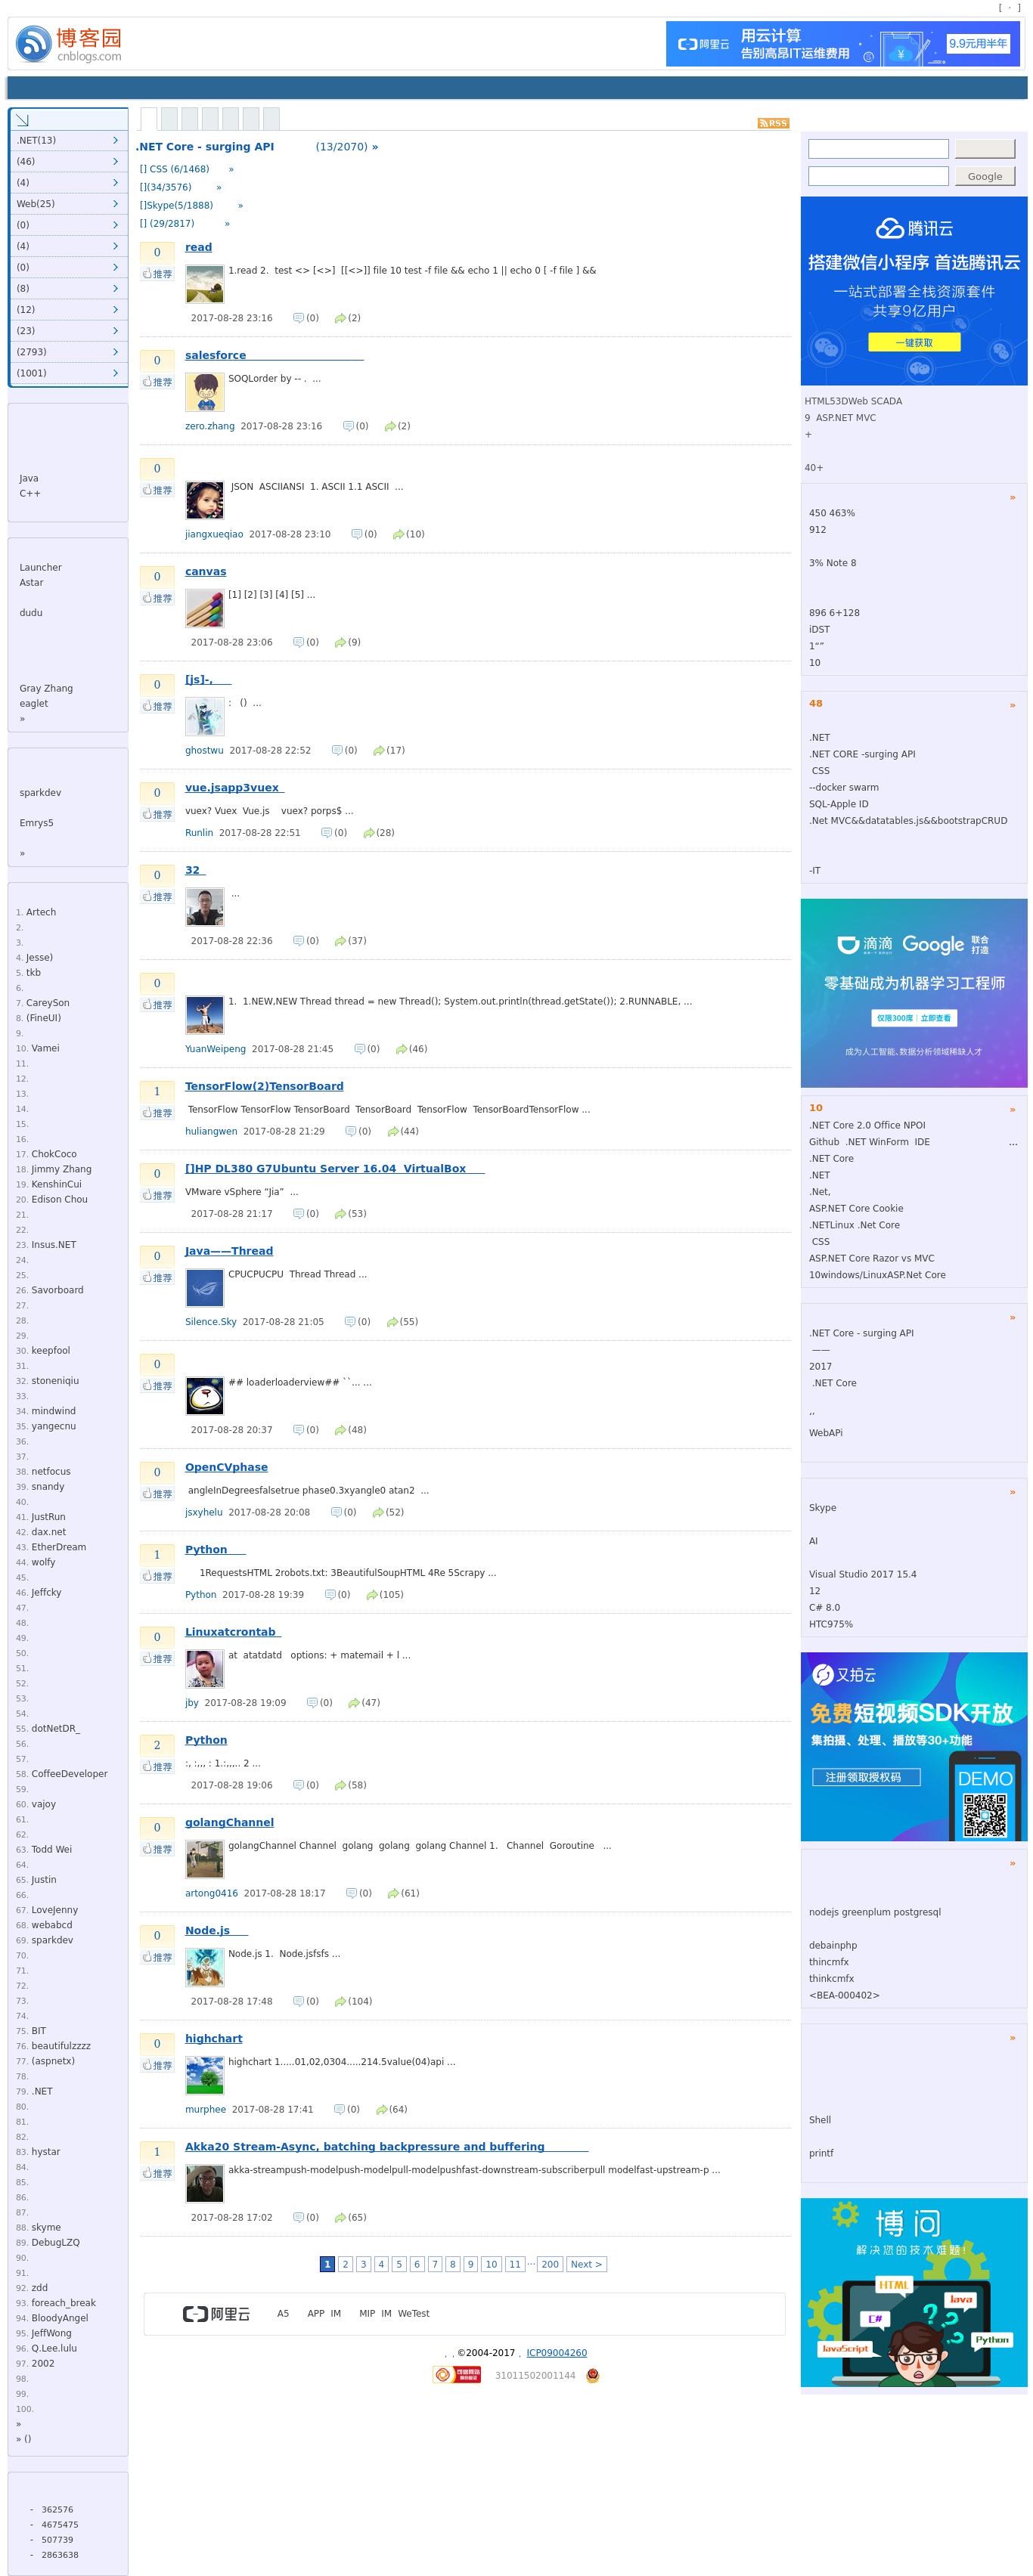 [ · ]
博客园
cnblogs.com
阿里云
用云计算
告别高昂IT运维费用
9.9元用半年
.NET(13)
(46)
(4)
Web(25)
(0)
(4)
(0)
(8)
(12)
(23)
(2793)
(1001)
Java
C++
Launcher
Astar
dudu
Gray Zhang
eaglet
»
sparkdev
Emrys5
»
1. Artech
2.
3.
4. Jesse)
5. tkb
6.
7. CareySon
8. (FineUI)
9.
10. Vamei
11.
12.
13.
14.
15.
16.
17. ChokCoco
18. Jimmy Zhang
19. KenshinCui
20. Edison Chou
21.
22.
23. Insus.NET
24.
25.
26. Savorboard
27.
28.
29.
30. keepfool
31.
32. stoneniqiu
33.
34. mindwind
35. yangecnu
36.
37.
38. netfocus
39. snandy
40.
41. JustRun
42. dax.net
43. EtherDream
44. wolfy
45.
46. Jeffcky
47.
48.
49.
50.
51.
52.
53.
54.
55. dotNetDR_
56.
57.
58. CoffeeDeveloper
59.
60. vajoy
61.
62.
63. Todd Wei
64.
65. Justin
66.
67. LoveJenny
68. webabcd
69. sparkdev
70.
71.
72.
73.
74.
75. BIT
76. beautifulzzzz
77. (aspnetx)
78.
79. .NET
80.
81.
82.
83. hystar
84.
85.
86.
87.
88. skyme
89. DebugLZQ
90.
91.
92. zdd
93. foreach_break
94. BloodyAngel
95. JeffWong
96. Q.Lee.lulu
97. 2002
98.
99.
100.
»
» ()
- 362576
- 4675475
- 507739
- 2863638
RSS
.NET Core - surging API (13/2070) »
[] CSS (6/1468) »
[](34/3576) »
[]Skype(5/1888) »
[] (29/2817) »
0
推荐
read
1.read 2. test <> [<>] [[<>]] file 10 test -f file && echo 1 || echo 0 [ -f file ] &&
2017-08-28 23:16 (0) (2)
0
推荐
salesforce
SOQLorder by -- . ...
zero.zhang 2017-08-28 23:16 (0) (2)
0
推荐
JSON ASCIIANSI 1. ASCII 1.1 ASCII ...
jiangxueqiao 2017-08-28 23:10 (0) (10)
0
推荐
canvas
[1] [2] [3] [4] [5] ...
2017-08-28 23:06 (0) (9)
0
推荐
[js]-,
: () ...
ghostwu 2017-08-28 22:52 (0) (17)
0
推荐
vue.jsapp3vuex
vuex? Vuex Vue.js vuex? porps$ ...
Runlin 2017-08-28 22:51 (0) (28)
0
推荐
32
...
2017-08-28 22:36 (0) (37)
0
推荐
1. 1.NEW,NEW Thread thread = new Thread(); System.out.println(thread.getState()); 2.RUNNABLE, ...
YuanWeipeng 2017-08-28 21:45 (0) (46)
1
推荐
TensorFlow(2)TensorBoard
TensorFlow TensorFlow TensorBoard TensorBoard TensorFlow TensorBoardTensorFlow ...
huliangwen 2017-08-28 21:29 (0) (44)
0
推荐
[]HP DL380 G7Ubuntu Server 16.04 VirtualBox
VMware vSphere “Jia” ...
2017-08-28 21:17 (0) (53)
0
推荐
Java——Thread
CPUCPUCPU Thread Thread ...
Silence.Sky 2017-08-28 21:05 (0) (55)
0
推荐
## loaderloaderview## ``... ...
2017-08-28 20:37 (0) (48)
0
推荐
OpenCVphase
angleInDegreesfalsetrue phase0.3xyangle0 atan2 ...
jsxyhelu 2017-08-28 20:08 (0) (52)
1
推荐
Python
1RequestsHTML 2robots.txt: 3BeautifulSoupHTML 4Re 5Scrapy ...
Python 2017-08-28 19:39 (0) (105)
0
推荐
Linuxatcrontab
at atatdatd options: + matemail + l ...
jby 2017-08-28 19:09 (0) (47)
2
推荐
Python
:, :,,, : 1.:,,,.. 2 ...
2017-08-28 19:06 (0) (58)
0
推荐
golangChannel
golangChannel Channel golang golang golang Channel 1. Channel Goroutine ...
artong0416 2017-08-28 18:17 (0) (61)
0
推荐
Node.js
Node.js 1. Node.jsfsfs ...
2017-08-28 17:48 (0) (104)
0
推荐
highchart
highchart 1.....01,02,0304.....214.5value(04)api ...
murphee 2017-08-28 17:41 (0) (64)
1
推荐
Akka20 Stream-Async, batching backpressure and buffering
akka-streampush-modelpush-modelpull-modelpushfast-downstream-subscriberpull modelfast-upstream-p ...
2017-08-28 17:02 (0) (65)
1 2 3 4 5 6 7 8 9 10 11 ··· 200 Next >
阿里云 A5 APP IM MIP IM WeTest
, , ©2004-2017 , ICP09004260
31011502001144
Google
腾讯云
搭建微信小程序 首选腾讯云
一站式部署全栈资源套件
共享9亿用户
一键获取
HTML53DWeb SCADA
9 ASP.NET MVC
+
40+
»
450 463%
912
3% Note 8
896 6+128
iDST
1“”
10
48 »
.NET
.NET CORE -surging API
CSS
--docker swarm
SQL-Apple ID
.Net MVC&&datatables.js&&bootstrapCRUD
-IT
滴滴 Google 联合打造
零基础成为机器学习工程师
仅限300席｜立即查看
成为人工智能、数据分析领域稀缺人才
10 »
.NET Core 2.0 Office NPOI
Github .NET WinForm IDE ...
.NET Core
.NET
.Net,
ASP.NET Core Cookie
.NETLinux .Net Core
CSS
ASP.NET Core Razor vs MVC
10windows/LinuxASP.Net Core
»
.NET Core - surging API
——
2017
.NET Core
,,
WebAPi
»
Skype
AI
Visual Studio 2017 15.4
12
C# 8.0
HTC975%
又拍云
免费短视频SDK开放
集拍摄、处理、播放等30+功能
注册领取授权码
DEMO
»
nodejs greenplum postgresql
debainphp
thincmfx
thinkcmfx
<BEA-000402>
»
Shell
printf
博问
解决您的技术难题!
HTML
Java
C#
Python
JavaScript